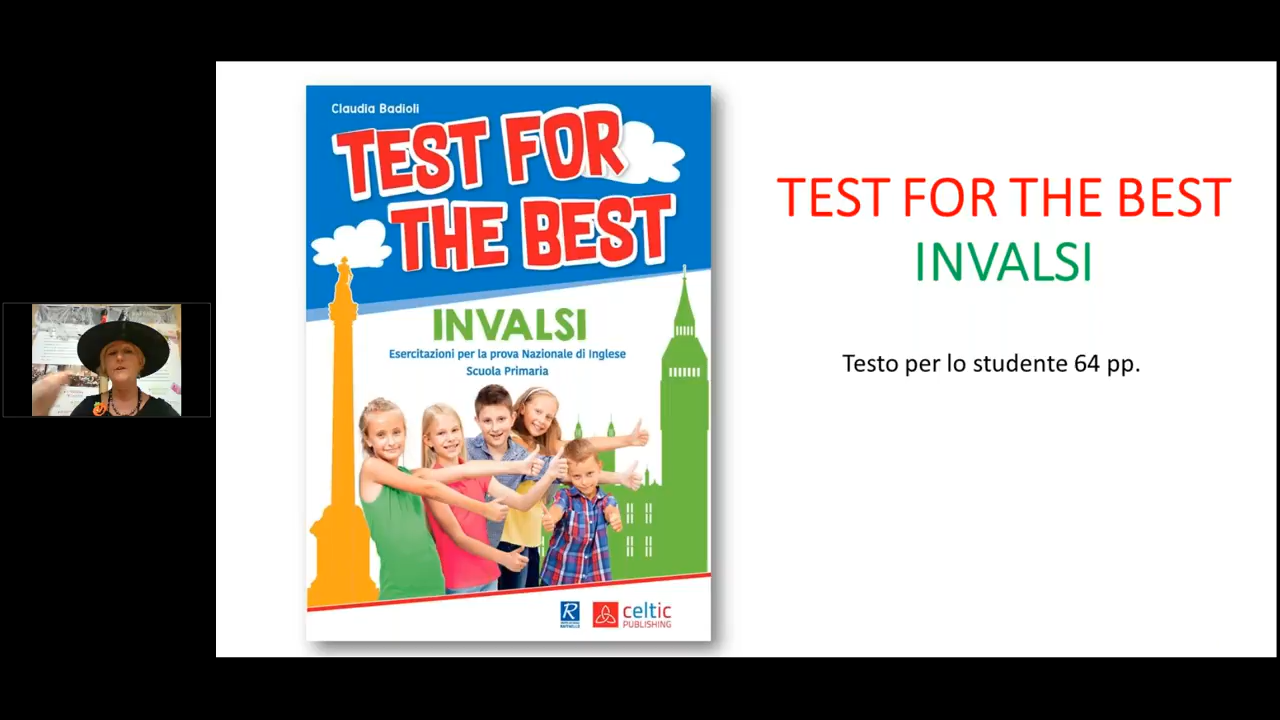 Claudia Badioli
TEST FOR
THE BEST
INVALSI
Esercitazioni per la prova Nazionale di Inglese
Scuola Primaria
celtic
PUBLISHING
TEST FOR THE BEST
INVALSI
Testo per lo studente 64 pp.